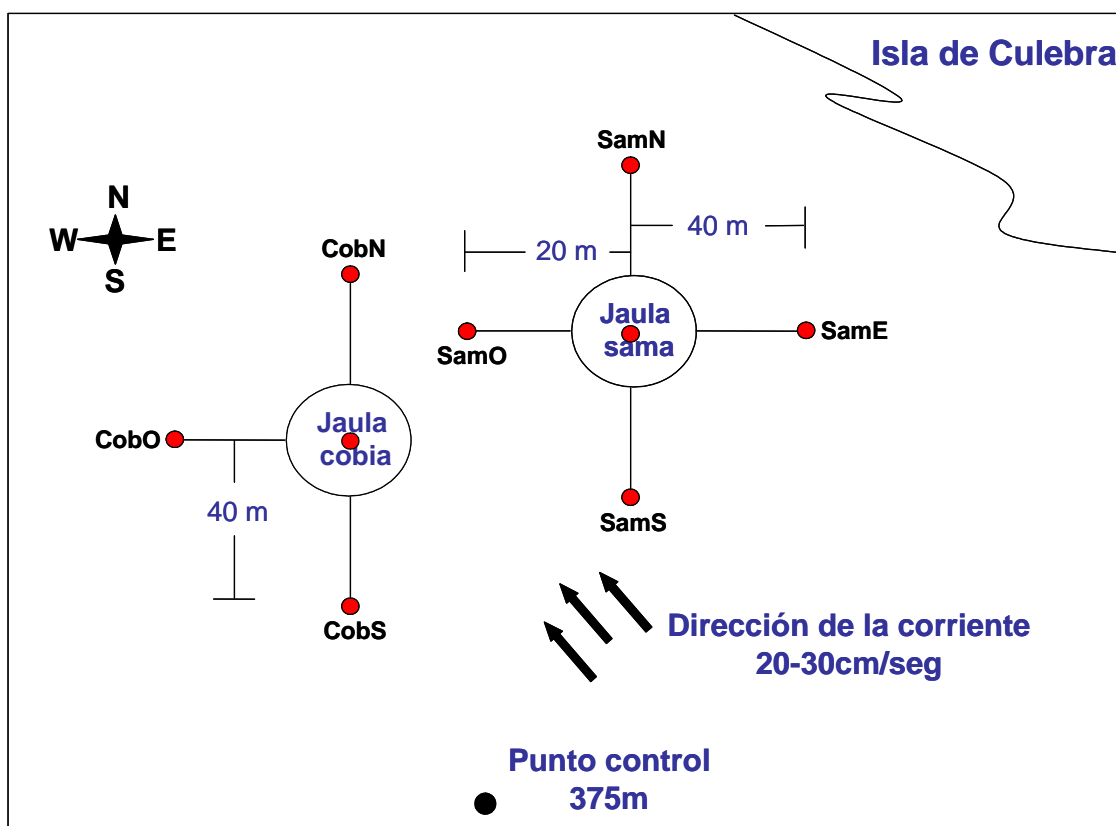 Isla de Culebra
SamN
N
W
E
S
40 m
20 m
CobN
Jaula
sama
SamO
SamE
CobO
Jaula
cobia
40 m
SamS
CobS
Dirección de la corriente
20-30cm/seg
Punto control
375m